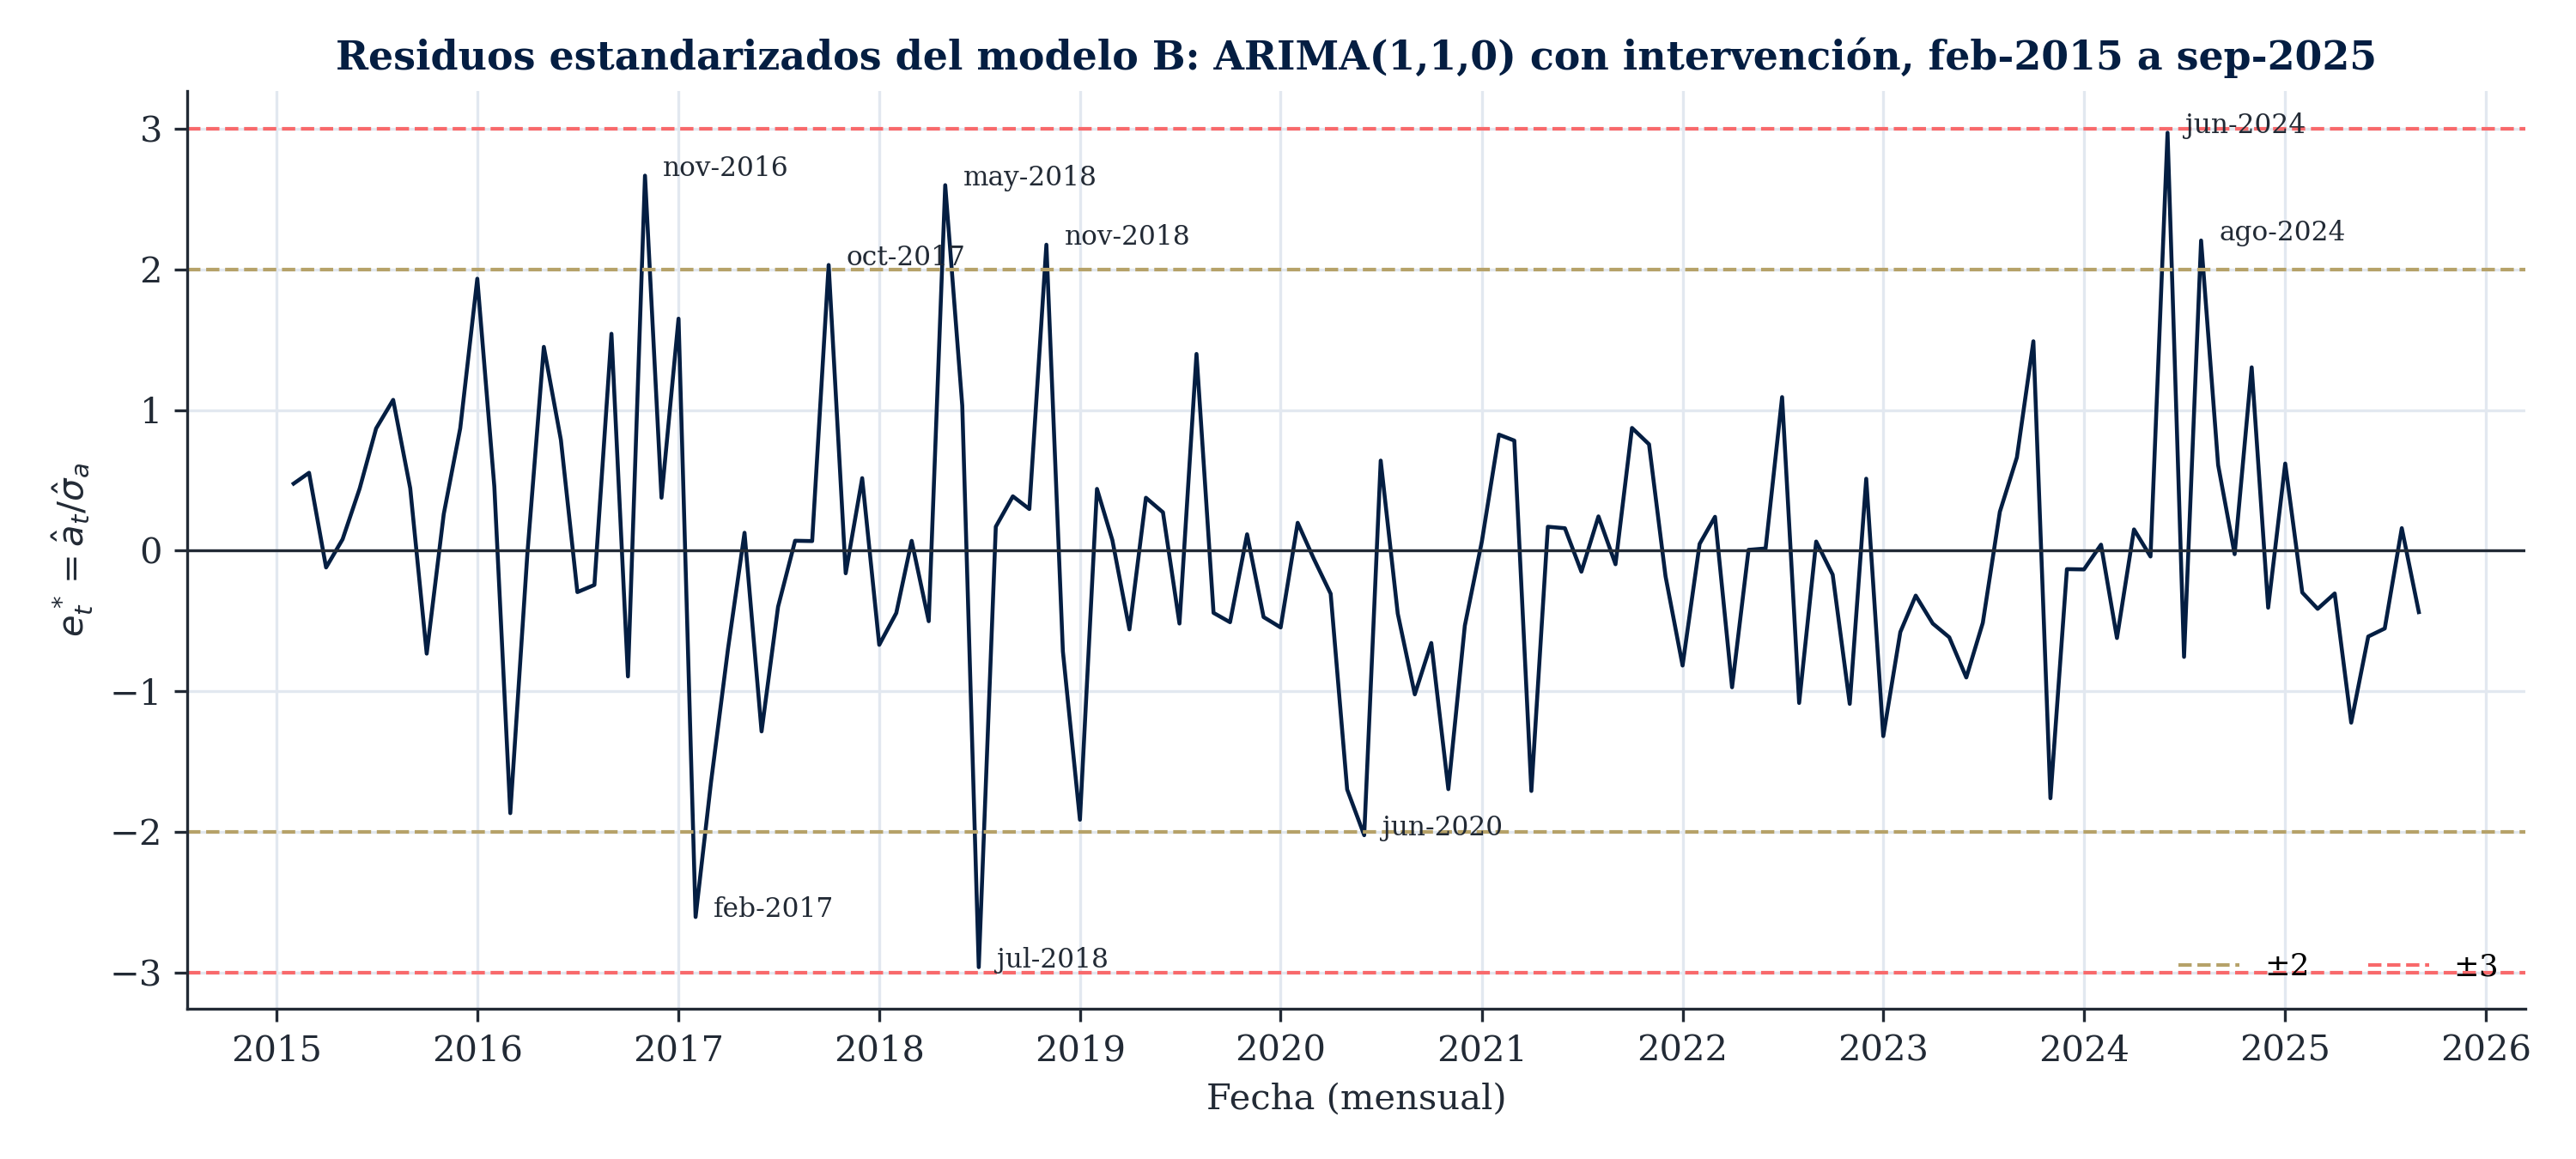 Residuos estandarizados del modelo B: ARIMA(1,1,0) con intervención, feb-2015 a sep-2025
3
2
1
0
−1
−2
−3
e*t = ât/σ̂a
jun-2024
nov-2016
may-2018
nov-2018
ago-2024
oct-2017
jun-2020
feb-2017
jul-2018
±2 ±3
2015 2016 2017 2018 2019 2020 2021 2022 2023 2024 2025 2026
Fecha (mensual)